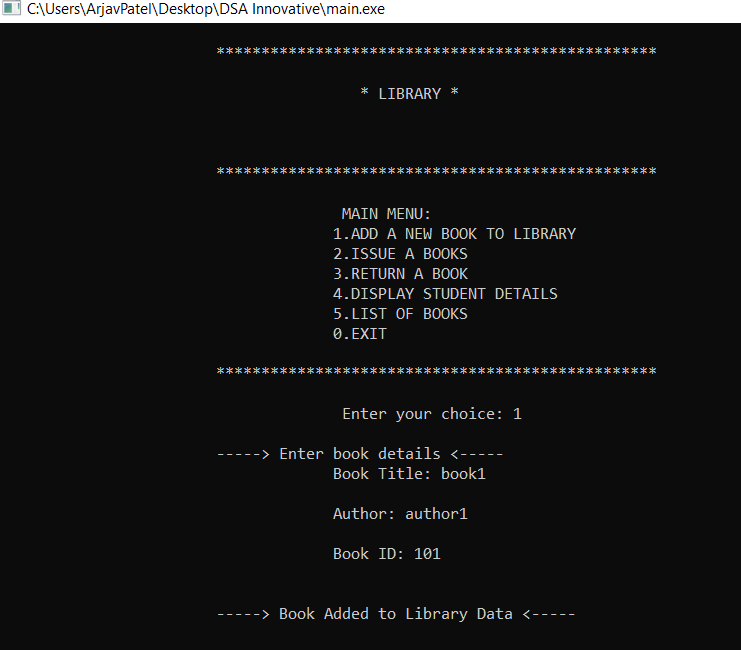 C:\Users\ArjavPatel\Desktop\DSA Innovative\main.exe
*************************************************
* LIBRARY *
*************************************************
MAIN MENU:
1.ADD A NEW BOOK TO LIBRARY
2.ISSUE A BOOKS
3.RETURN A BOOK
4.DISPLAY STUDENT DETAILS
5.LIST OF BOOKS
0.EXIT
*************************************************
Enter your choice: 1
-----> Enter book details <-----
Book Title: book1
Author: author1
Book ID: 101
-----> Book Added to Library Data <-----